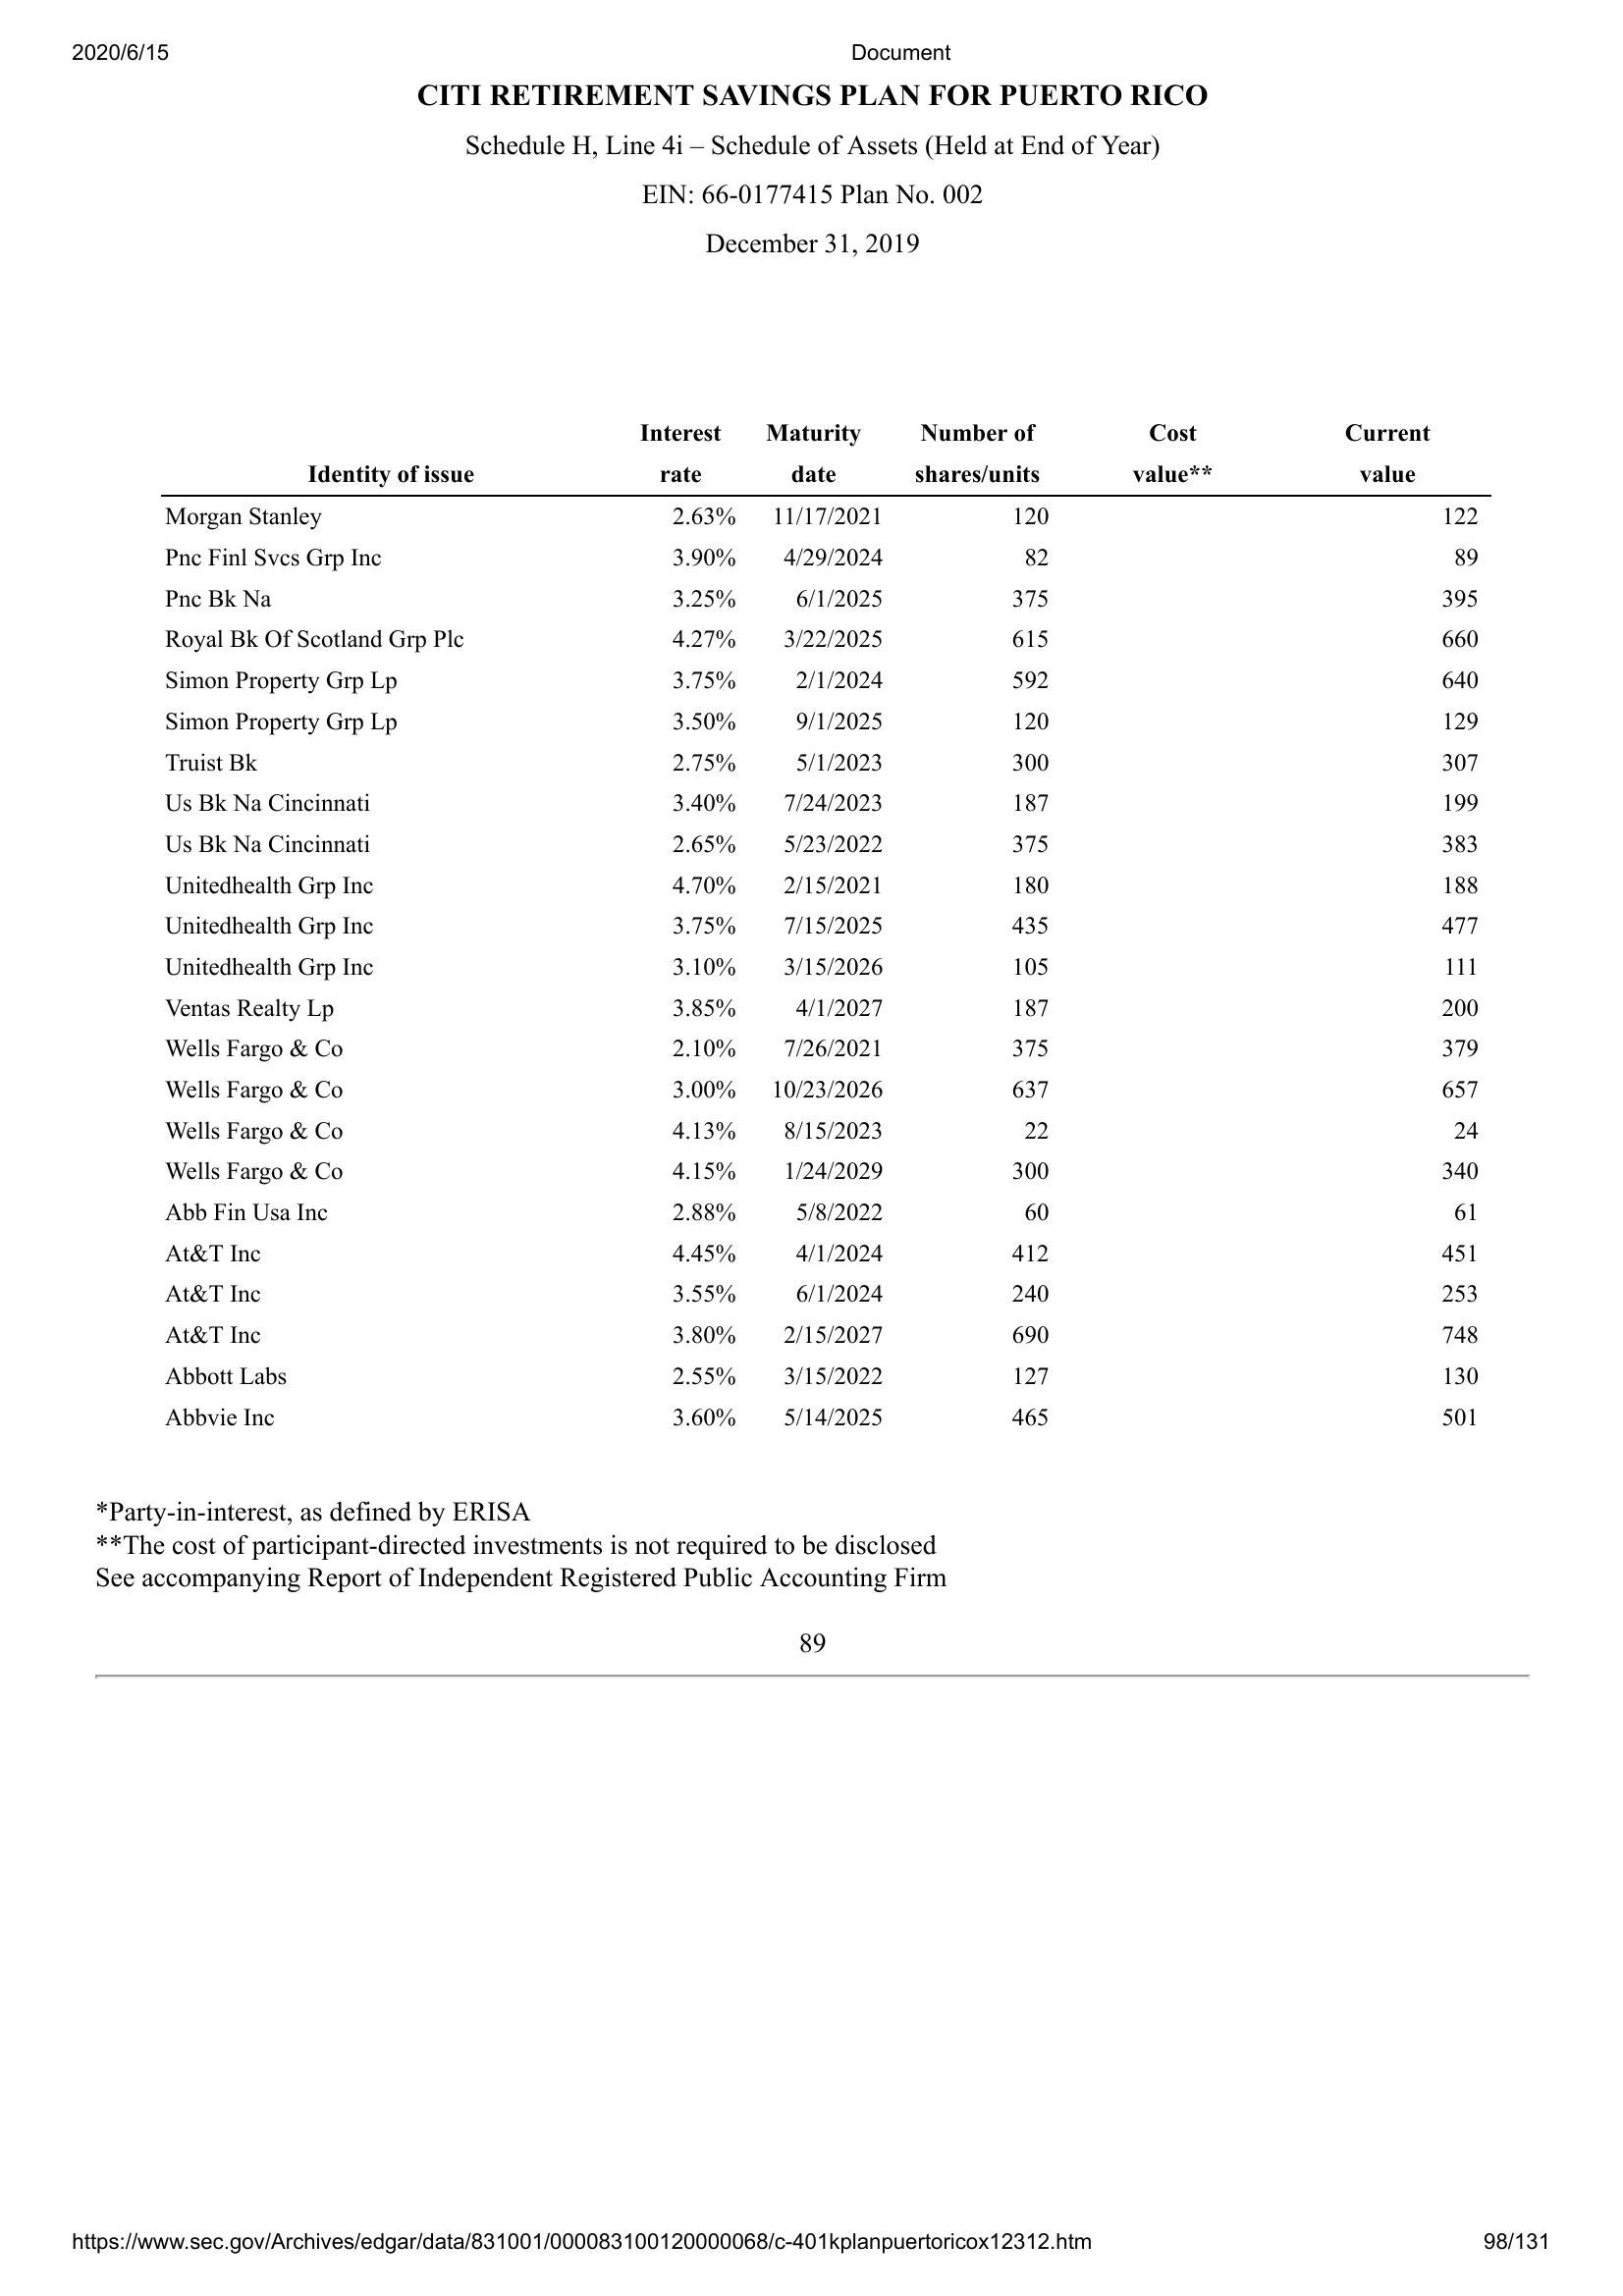 2020/6/15 Document
CITI RETIREMENT SAVINGS PLAN FOR PUERTO RICO
Schedule H, Line 4i – Schedule of Assets (Held at End of Year)
EIN: 66-0177415 Plan No. 002
December 31, 2019
Interest Maturity Number of Cost Current
Identity of issue rate date shares/units value** value
Morgan Stanley 2.63% 11/17/2021 120 122
Pnc Finl Svcs Grp Inc 3.90% 4/29/2024 82 89
Pnc Bk Na 3.25% 6/1/2025 375 395
Royal Bk Of Scotland Grp Plc 4.27% 3/22/2025 615 660
Simon Property Grp Lp 3.75% 2/1/2024 592 640
Simon Property Grp Lp 3.50% 9/1/2025 120 129
Truist Bk 2.75% 5/1/2023 300 307
Us Bk Na Cincinnati 3.40% 7/24/2023 187 199
Us Bk Na Cincinnati 2.65% 5/23/2022 375 383
Unitedhealth Grp Inc 4.70% 2/15/2021 180 188
Unitedhealth Grp Inc 3.75% 7/15/2025 435 477
Unitedhealth Grp Inc 3.10% 3/15/2026 105 111
Ventas Realty Lp 3.85% 4/1/2027 187 200
Wells Fargo & Co 2.10% 7/26/2021 375 379
Wells Fargo & Co 3.00% 10/23/2026 637 657
Wells Fargo & Co 4.13% 8/15/2023 22 24
Wells Fargo & Co 4.15% 1/24/2029 300 340
Abb Fin Usa Inc 2.88% 5/8/2022 60 61
At&T Inc 4.45% 4/1/2024 412 451
At&T Inc 3.55% 6/1/2024 240 253
At&T Inc 3.80% 2/15/2027 690 748
Abbott Labs 2.55% 3/15/2022 127 130
Abbvie Inc 3.60% 5/14/2025 465 501
*Party-in-interest, as defined by ERISA
**The cost of participant-directed investments is not required to be disclosed
See accompanying Report of Independent Registered Public Accounting Firm
89
https://www.sec.gov/Archives/edgar/data/831001/000083100120000068/c-401kplanpuertoricox12312.htm 98/131